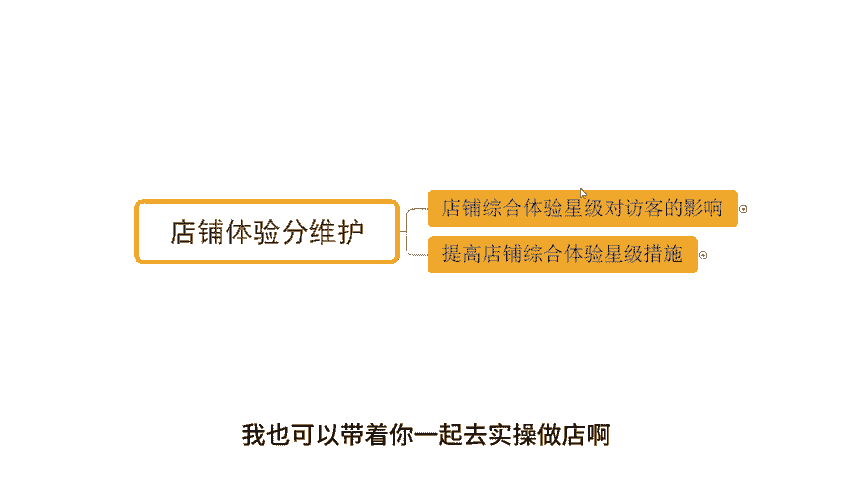 店铺体验分维护
店铺综合体验星级对访客的影响
提高店铺综合体验星级措施
我也可以带着你一起去实操做店啊